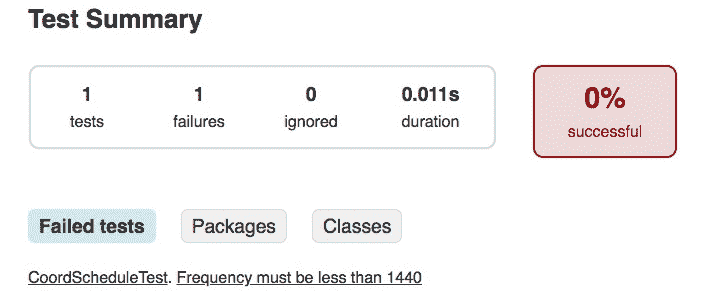 Test Summary
1 1 0 0.011s
tests failures ignored duration
0%
successful
Failed tests Packages Classes
CoordScheduleTest. Frequency must be less than 1440